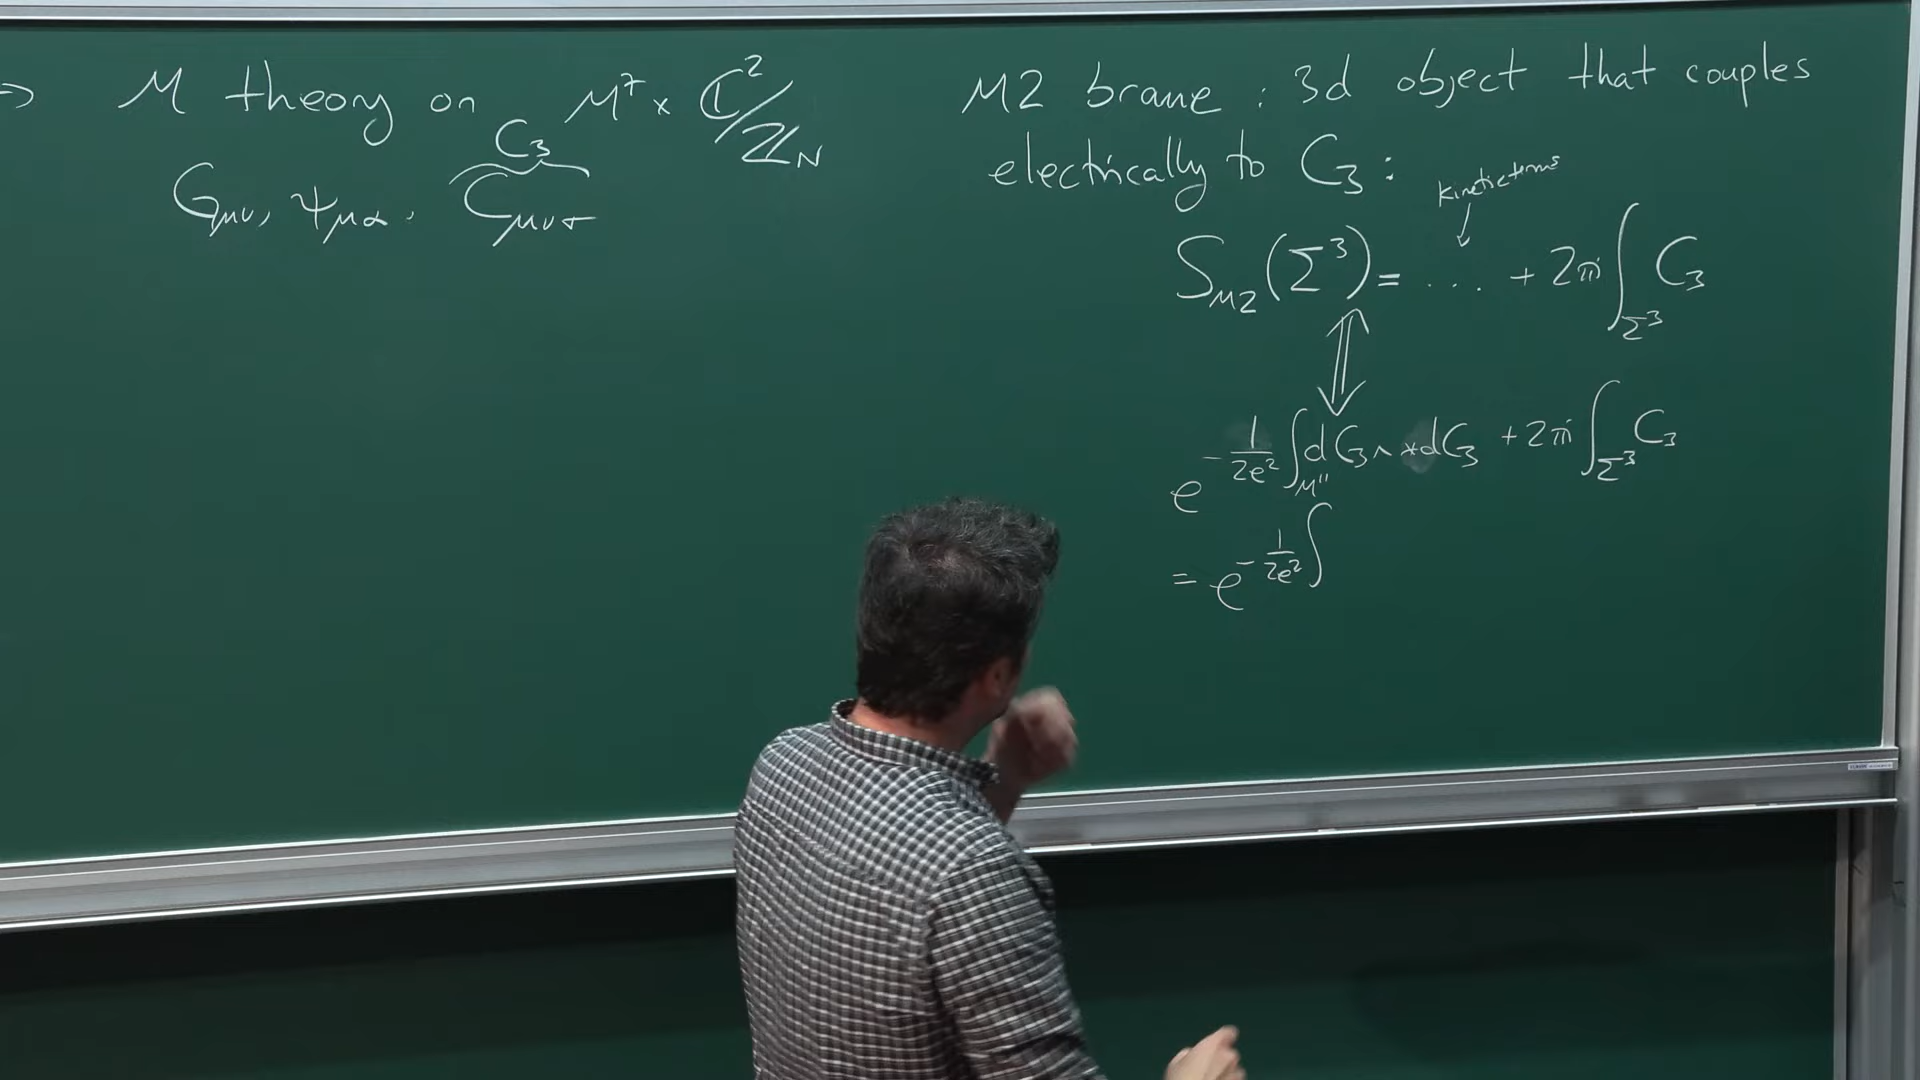 → M theory on M⁷ × ℂ²/ℤ_N
C₃
G_μν, ψ_μα, C_μνσ
M2 brane : 3d object that couples
electrically to C₃ :
kinetic terms
S_M2(Σ³) = ... + 2πi ∫_Σ³ C₃
e^{-1/2e² ∫_M¹¹ dC₃ ∧ *dC₃ + 2πi ∫_Σ³ C₃}
= e^{-1/2e² ∫